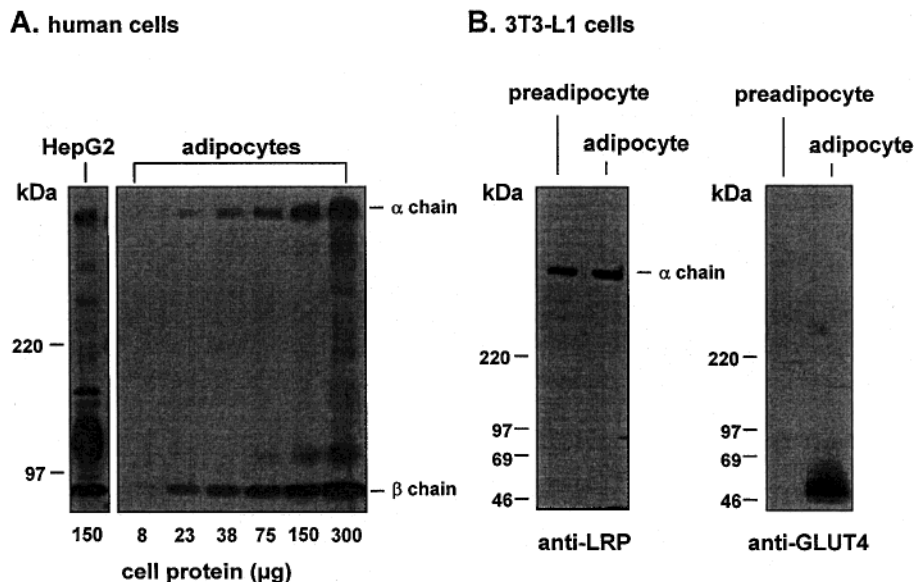 A. human cells
HepG2
adipocytes
kDa
α chain
220
97
β chain
150
8 23 38 75 150 300
cell protein (µg)
B. 3T3-L1 cells
preadipocyte
adipocyte
kDa
α chain
220
97
69
46
anti-LRP
preadipocyte
adipocyte
kDa
220
97
69
46
anti-GLUT4